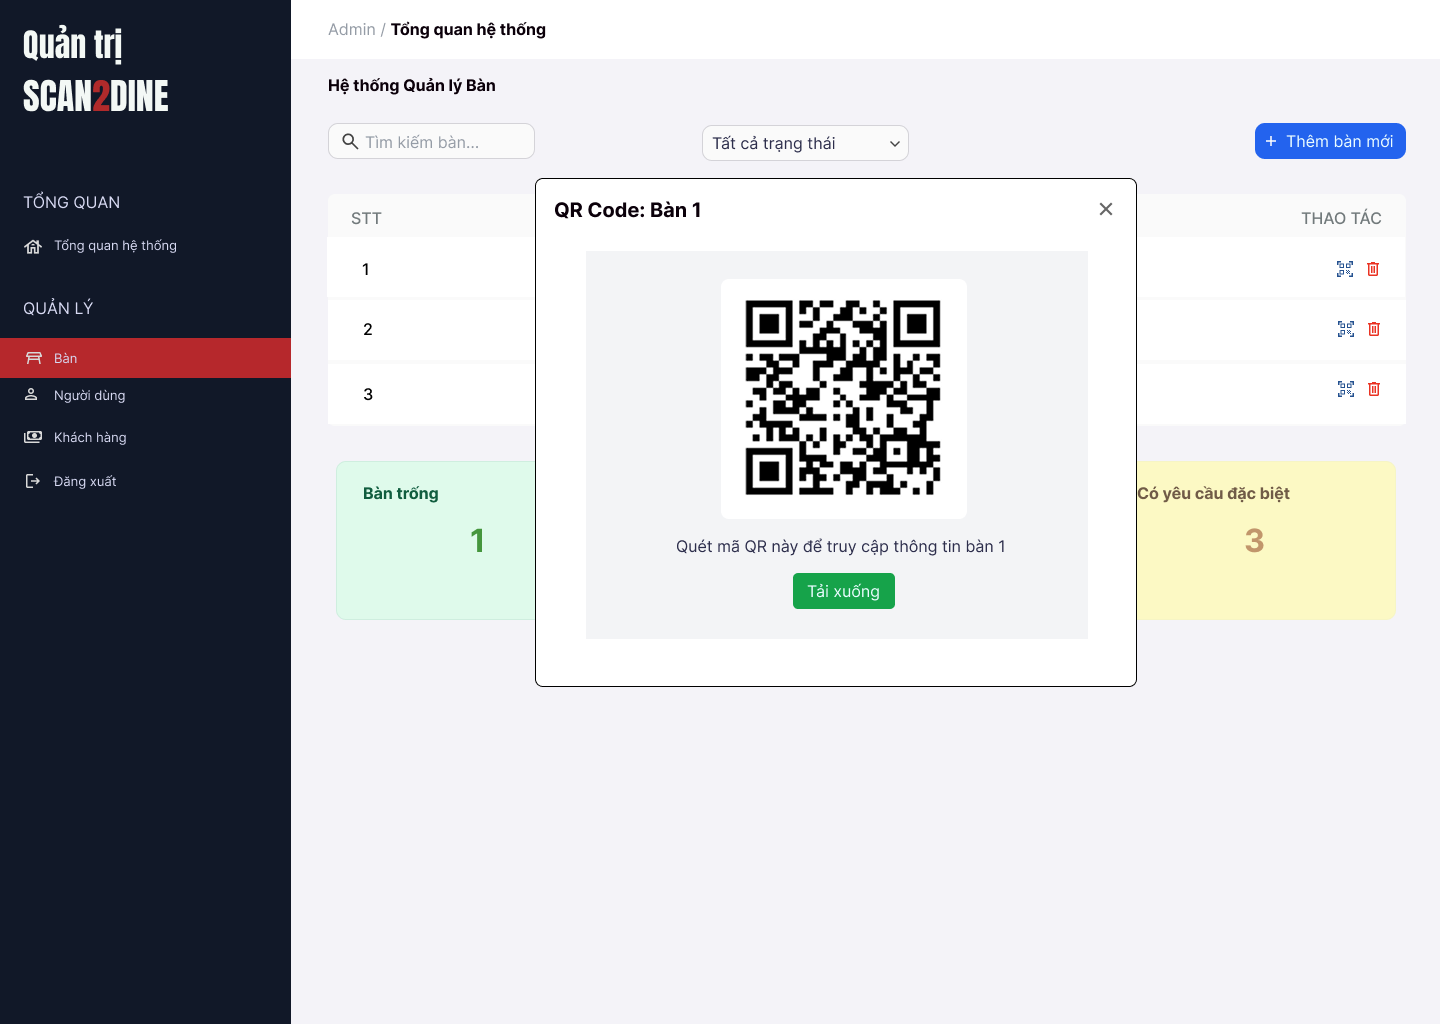 Quản trị
SCAN2DINE
TỔNG QUAN
Tổng quan hệ thống
QUẢN LÝ
Bàn
Người dùng
Khách hàng
Đăng xuất
Admin / Tổng quan hệ thống
Hệ thống Quản lý Bàn
Tìm kiếm bàn...
Tất cả trạng thái
+ Thêm bàn mới
STT
THAO TÁC
1
2
3
QR Code: Bàn 1
Quét mã QR này để truy cập thông tin bàn 1
Tải xuống
Bàn trống
1
Có yêu cầu đặc biệt
3